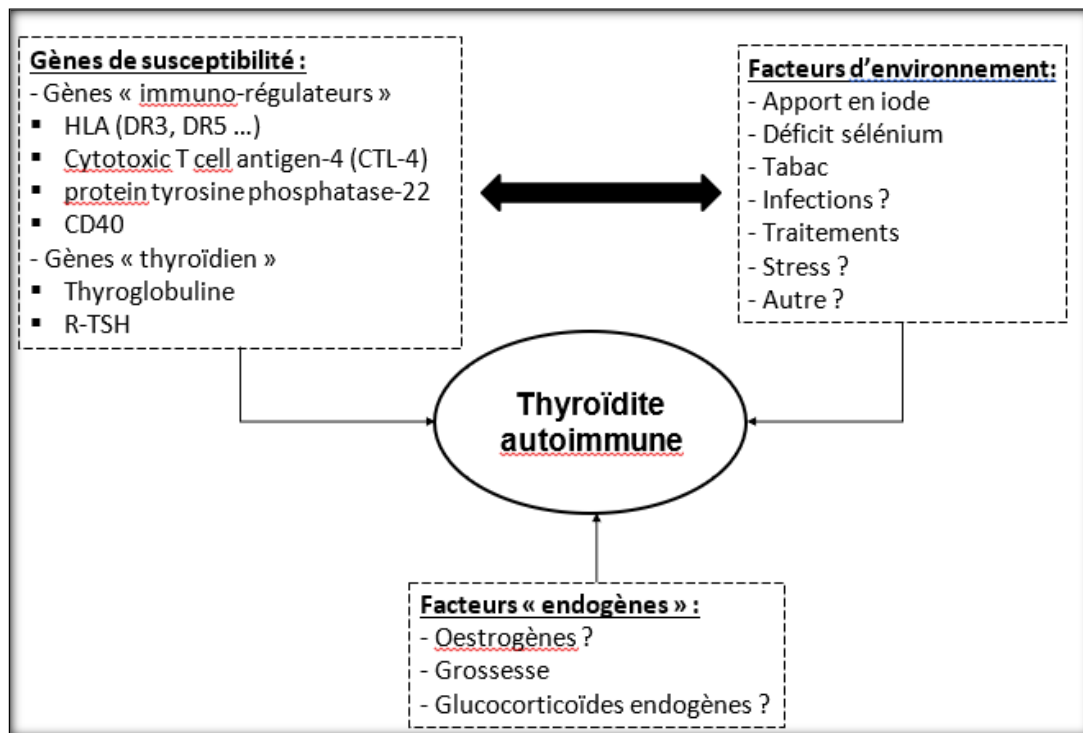 Gènes de susceptibilité :
- Gènes « immuno-régulateurs »
▪ HLA (DR3, DR5 ...)
▪ Cytotoxic T cell antigen-4 (CTL-4)
▪ protein tyrosine phosphatase-22
▪ CD40
- Gènes « thyroïdien »
▪ Thyroglobuline
▪ R-TSH
Facteurs d’environnement:
- Apport en iode
- Déficit sélénium
- Tabac
- Infections ?
- Traitements
- Stress ?
- Autre ?
Thyroïdite
autoimmune
Facteurs « endogènes » :
- Oestrogènes ?
- Grossesse
- Glucocorticoïdes endogènes ?